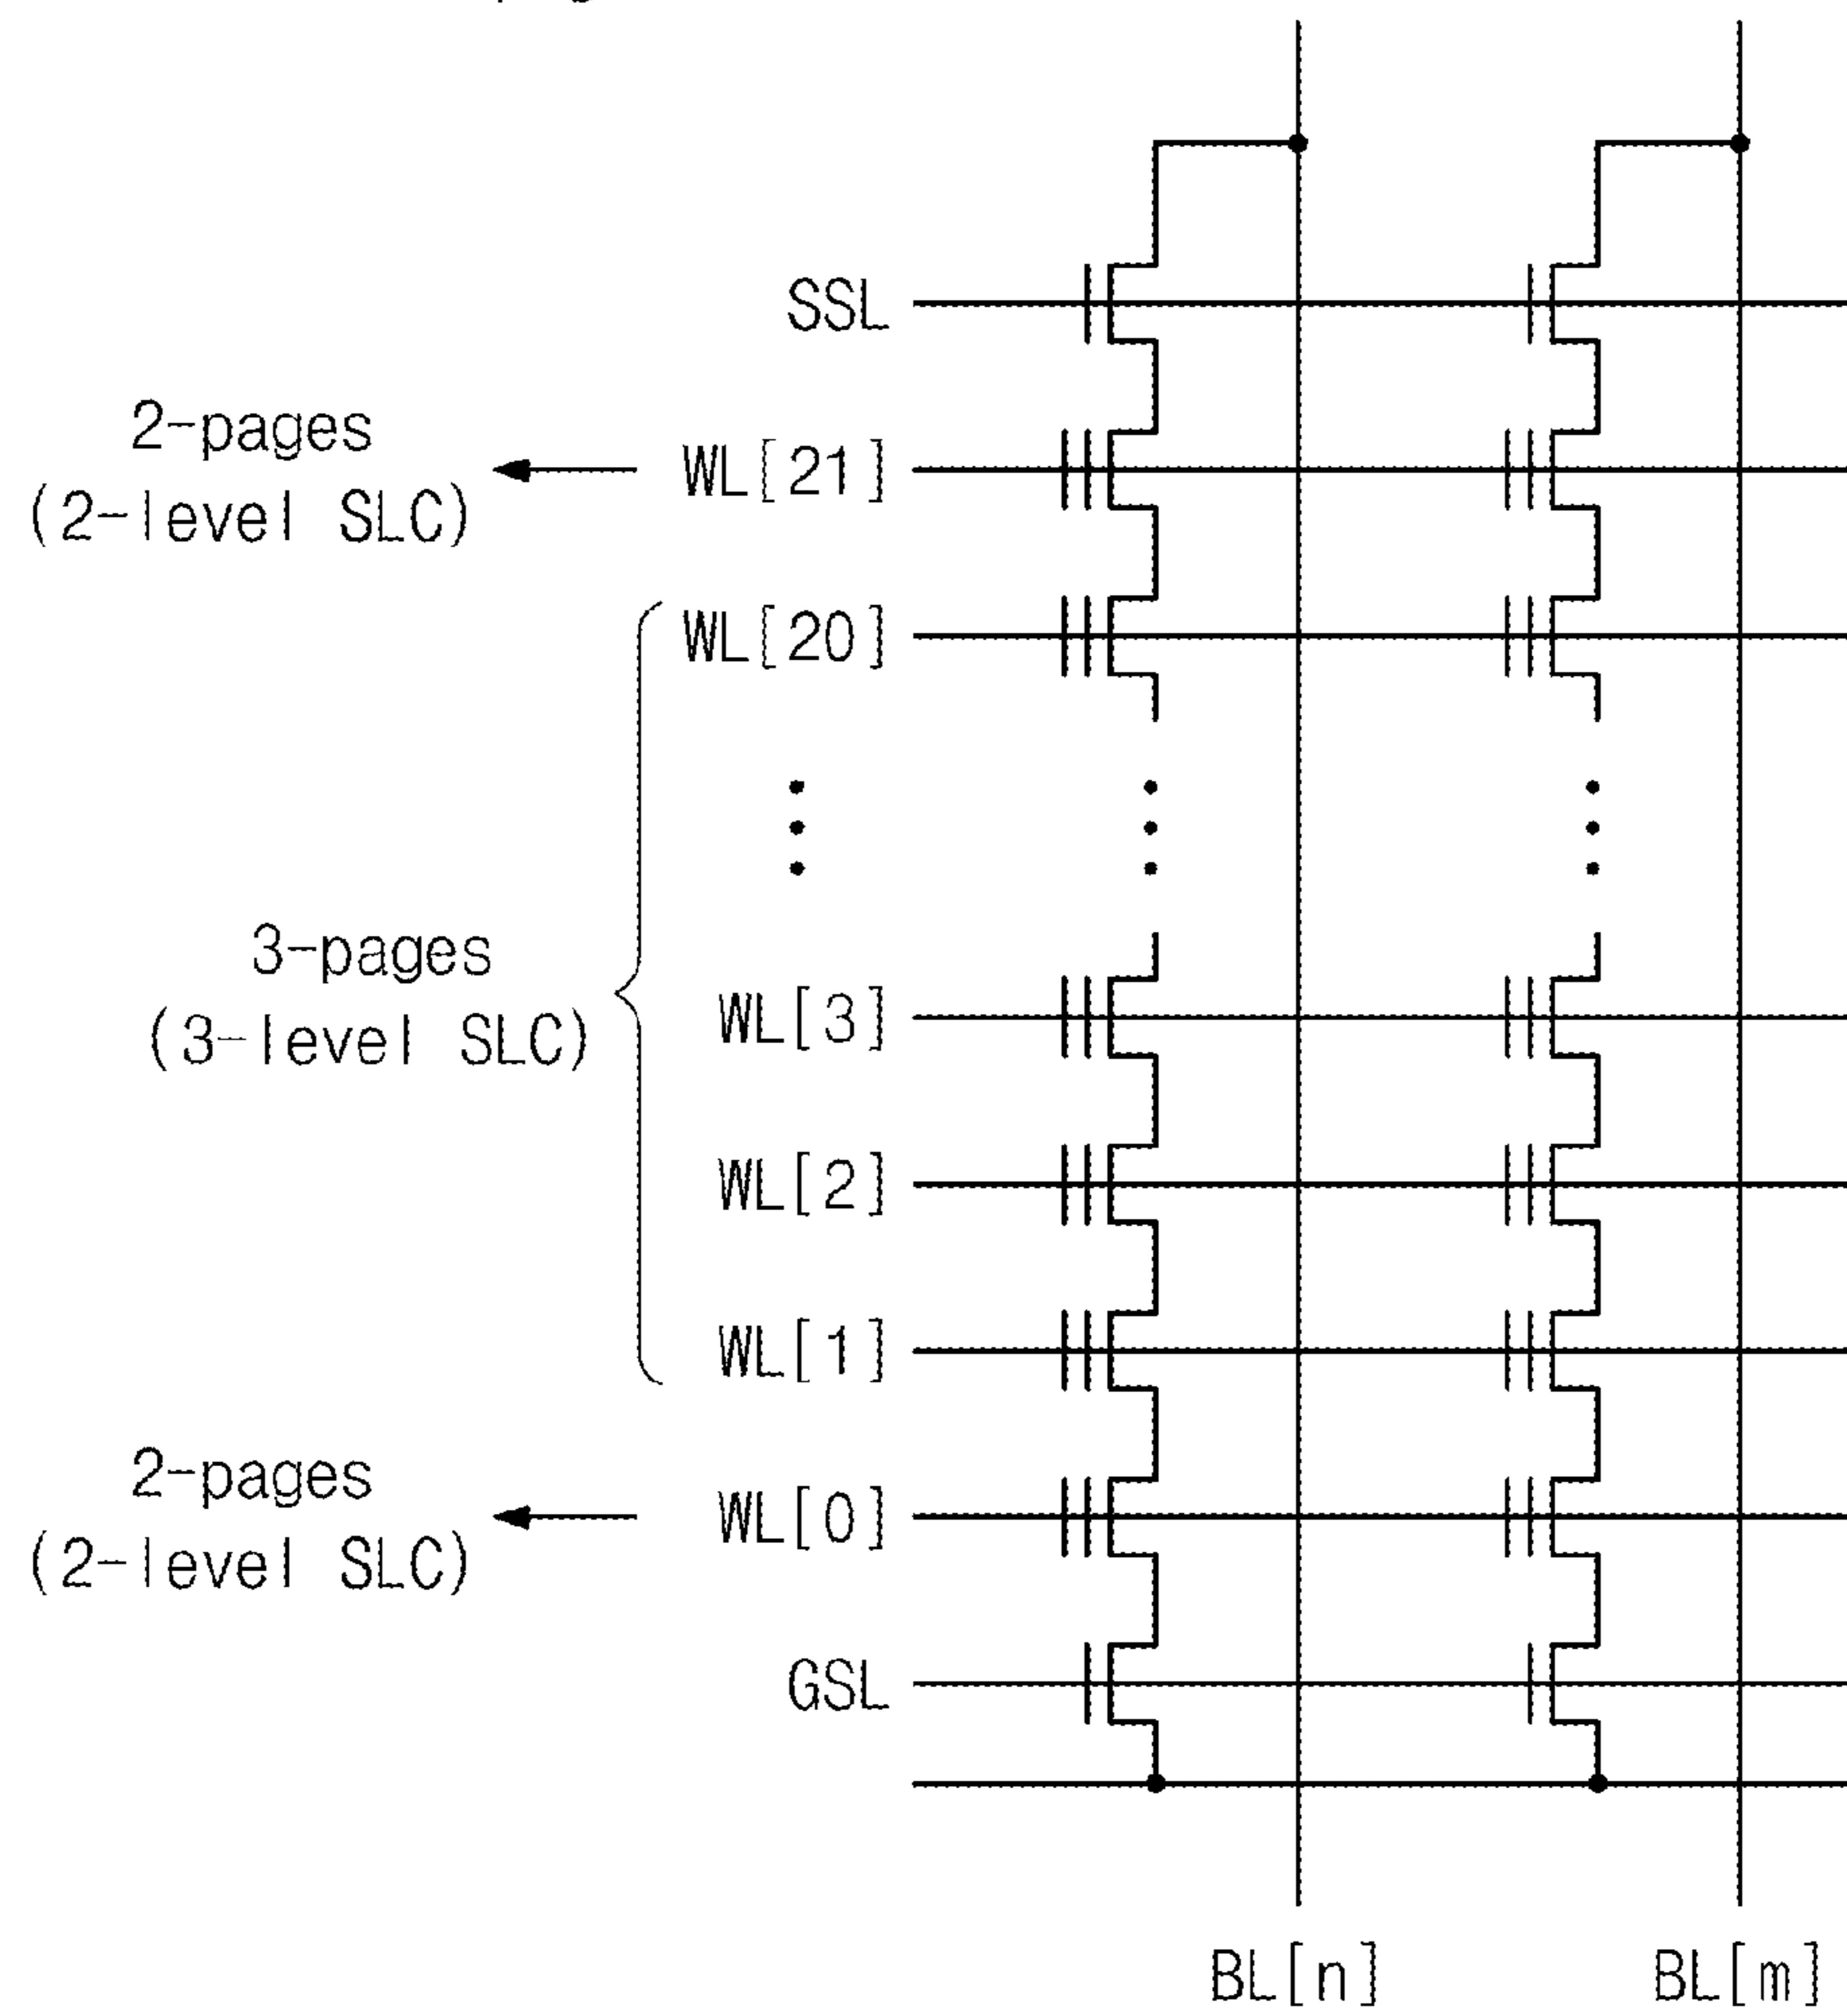 SSL
2-pages
(2-level SLC)
WL[21]
WL[20]
3-pages
(3-level SLC)
WL[3]
WL[2]
WL[1]
2-pages
(2-level SLC)
WL[0]
GSL
BL[n]
BL[m]